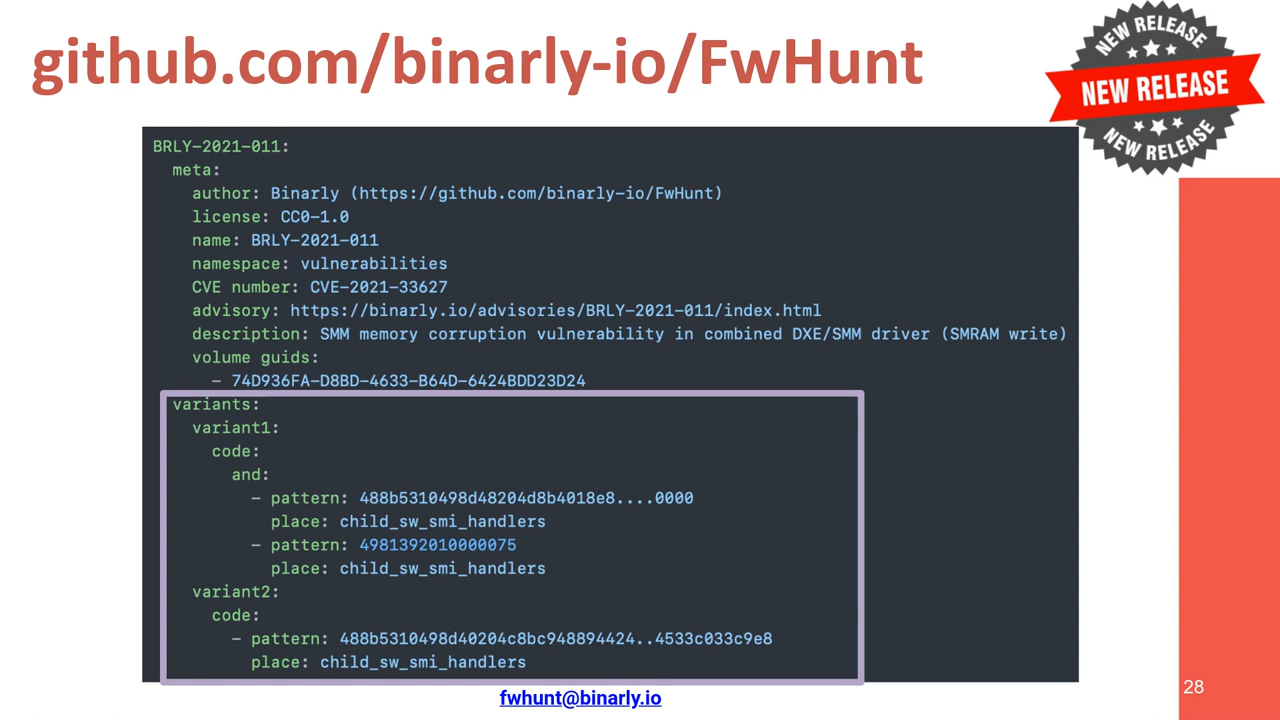 github.com/binarly-io/FwHunt
NEW RELEASE
NEW RELEASE
NEW RELEASE
BRLY-2021-011:
meta:
author: Binarly (https://github.com/binarly-io/FwHunt)
license: CC0-1.0
name: BRLY-2021-011
namespace: vulnerabilities
CVE number: CVE-2021-33627
advisory: https://binarly.io/advisories/BRLY-2021-011/index.html
description: SMM memory corruption vulnerability in combined DXE/SMM driver (SMRAM write)
volume guids:
- 74D936FA-D8BD-4633-B64D-6424BDD23D24
variants:
variant1:
code:
and:
- pattern: 488b5310498d48204d8b4018e8....0000
place: child_sw_smi_handlers
- pattern: 4981392010000075
place: child_sw_smi_handlers
variant2:
code:
- pattern: 488b5310498d40204c8bc948894424..4533c033c9e8
place: child_sw_smi_handlers
fwhunt@binarly.io
28